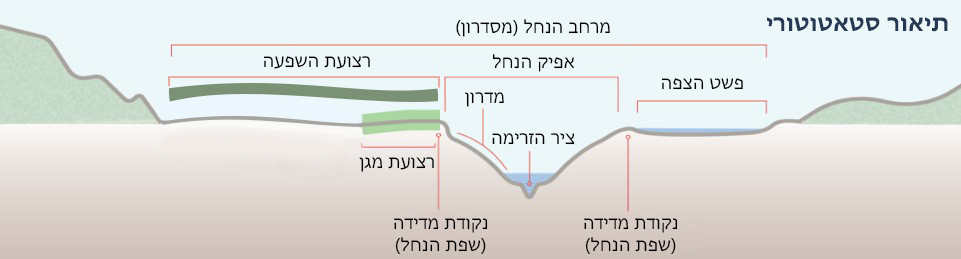 תיאור סטאטוטורי
מרחב הנחל (מסדרון)
רצועת השפעה
אפיק הנחל
פשט הצפה
מדרון
ציר הזרימה
רצועת מגן
נקודת מדידה
(שפת הנחל)
נקודת מדידה
(שפת הנחל)